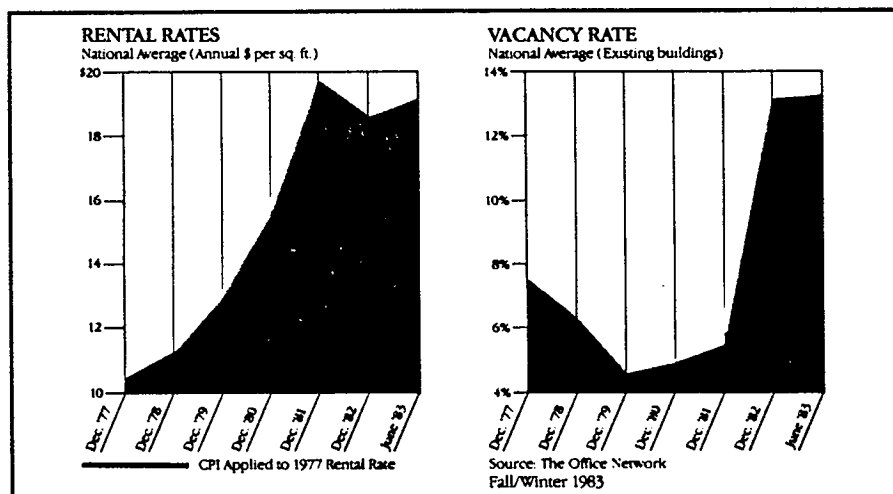 RENTAL RATES
National Average (Annual $ per sq. ft.)
$20
18
16
14
12
10
Dec. '77
Dec. '78
Dec. '79
Dec. '80
Dec. '81
Dec. '82
June '83
CPI Applied to 1977 Rental Rate
VACANCY RATE
National Average (Existing buildings)
14%
12%
10%
8%
6%
4%
Dec. '77
Dec. '78
Dec. '79
Dec. '80
Dec. '81
Dec. '82
June '83
Source: The Office Network
Fall/Winter 1983